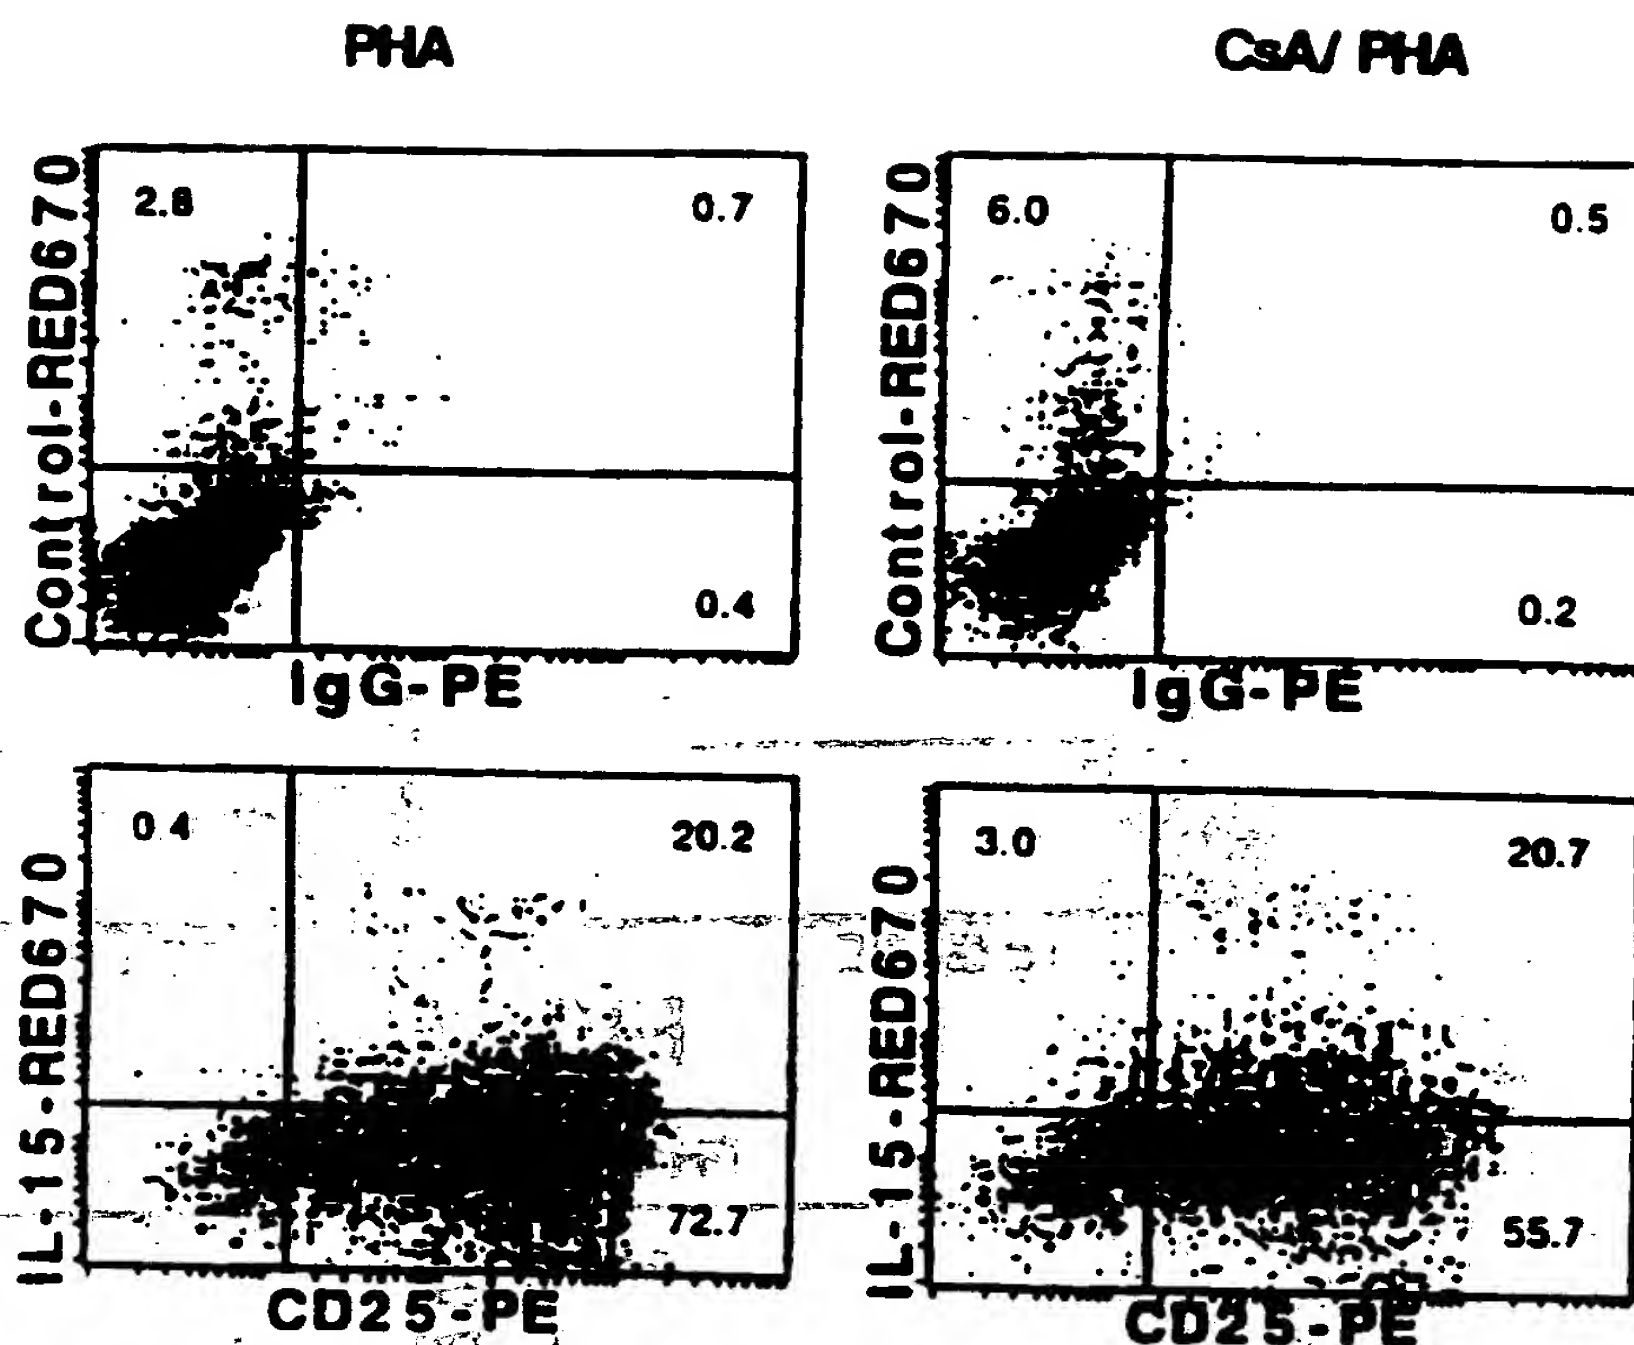 PHA
CsA/ PHA
Control-RED670
2.8
0.7
0.4
IgG-PE
Control-RED670
6.0
0.5
0.2
IgG-PE
IL-15-RED670
0.4
20.2
72.7
CD25-PE
IL-15-RED670
3.0
20.7
55.7
CD25-PE